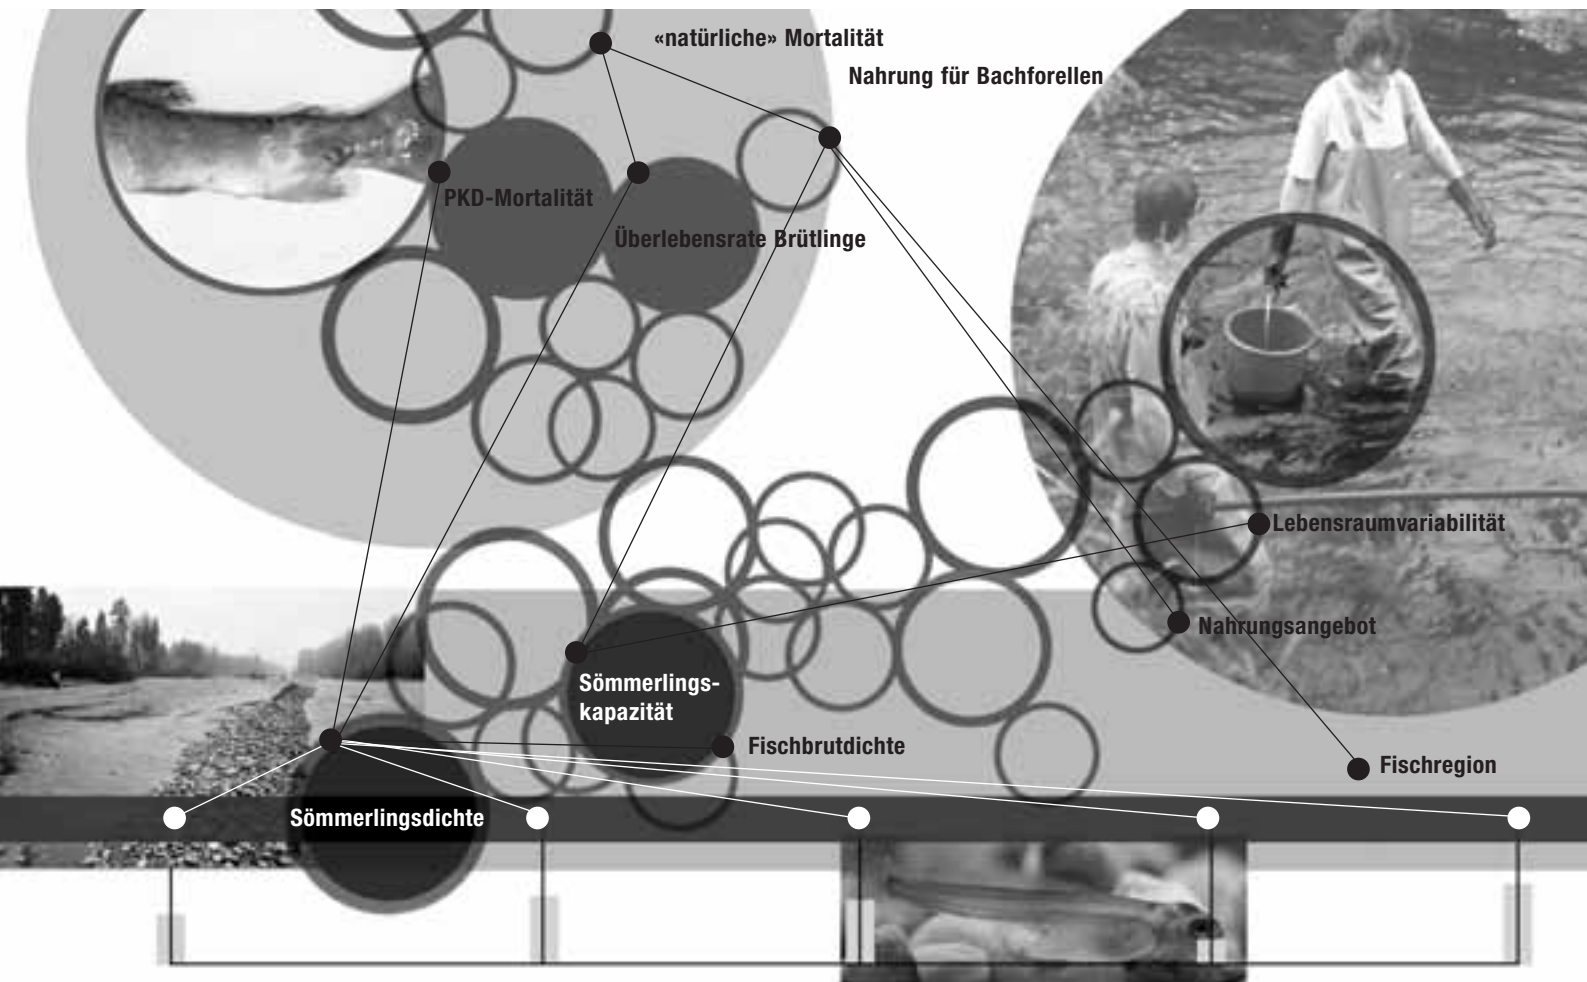 «natürliche» Mortalität
Nahrung für Bachforellen
PKD-Mortalität
Überlebensrate Brütlinge
Lebensraumvariabilität
Nahrungsangebot
Sömmerlings-
kapazität
Fischbrutdichte
Fischregion
Sömmerlingsdichte